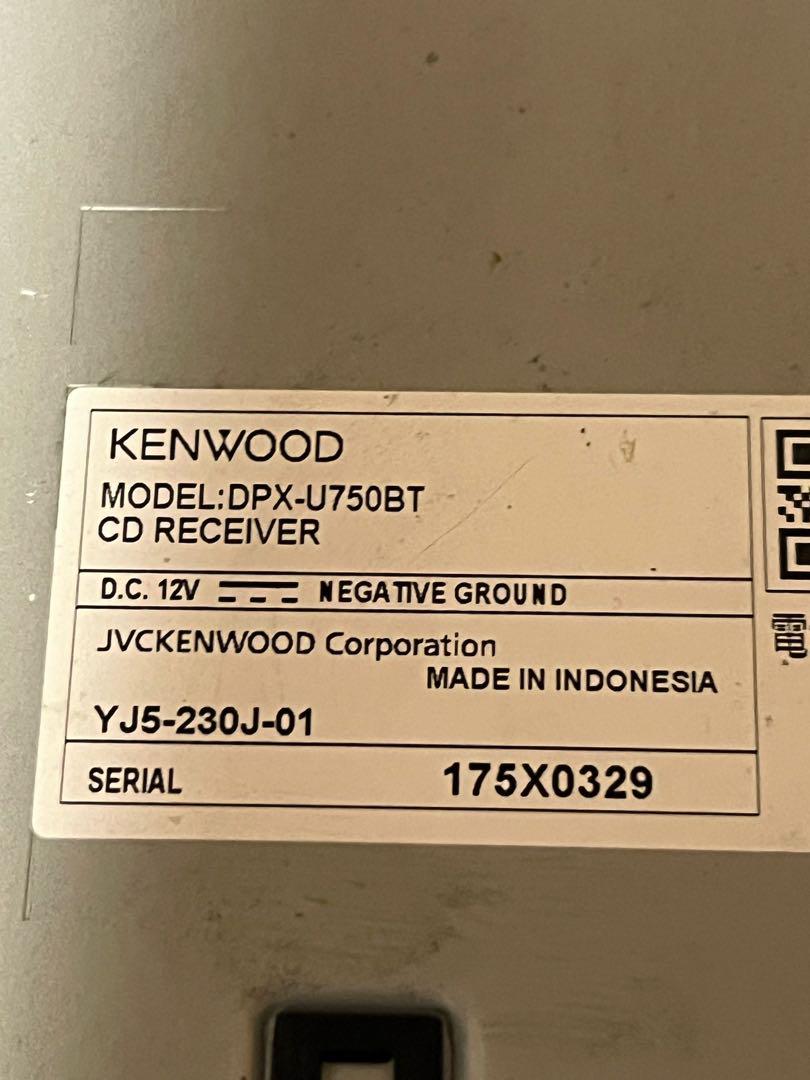 KENWOOD
MODEL:DPX-U750BT
CD RECEIVER
D.C. 12V NEGATIVE GROUND
JVCKENWOOD Corporation
MADE IN INDONESIA
YJ5-230J-01
SERIAL 175X0329
電